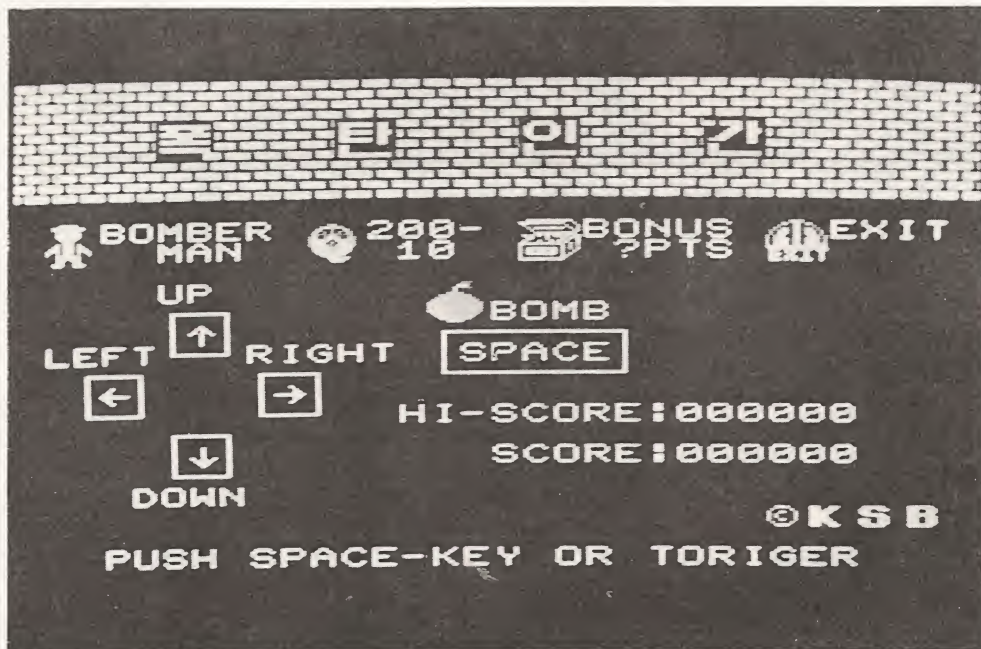 폭 탄 인 간
BOMBER MAN 200-10 BONUS ?PTS EXIT
EXIT
UP
BOMB
LEFT ↑ RIGHT SPACE
← →
HI-SCORE:000000
↓ SCORE:000000
DOWN
©KSB
PUSH SPACE-KEY OR TORIGER